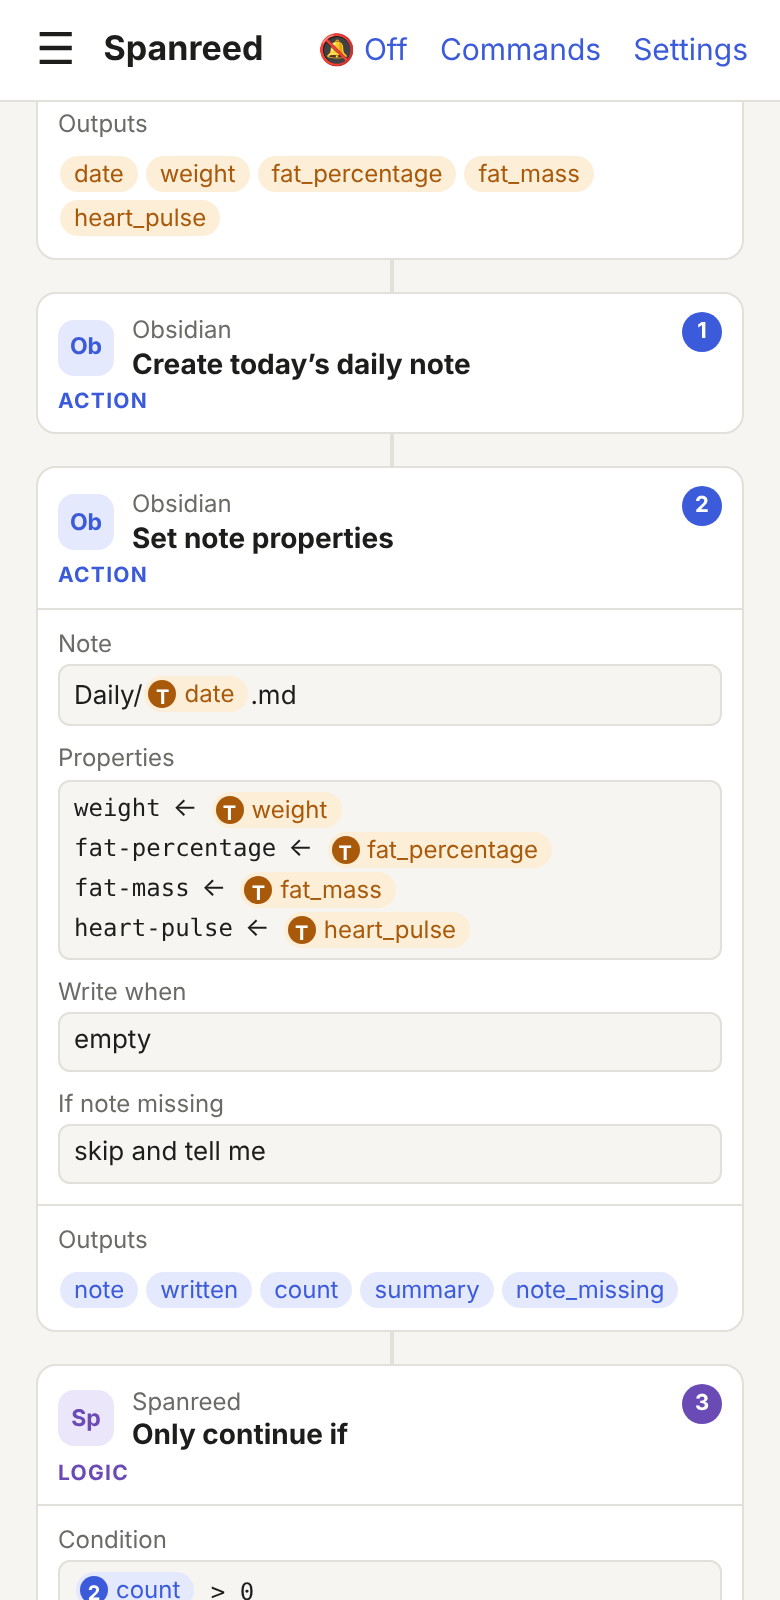 ☰ Spanreed 🔕 Off Commands Settings
Outputs
date weight fat_percentage fat_mass
heart_pulse
Ob Obsidian 1
Create today’s daily note
ACTION
Ob Obsidian 2
Set note properties
ACTION
Note
Daily/ T date .md
Properties
weight ← T weight
fat-percentage ← T fat_percentage
fat-mass ← T fat_mass
heart-pulse ← T heart_pulse
Write when
empty
If note missing
skip and tell me
Outputs
note written count summary note_missing
Sp Spanreed 3
Only continue if
LOGIC
Condition
2 count > 0